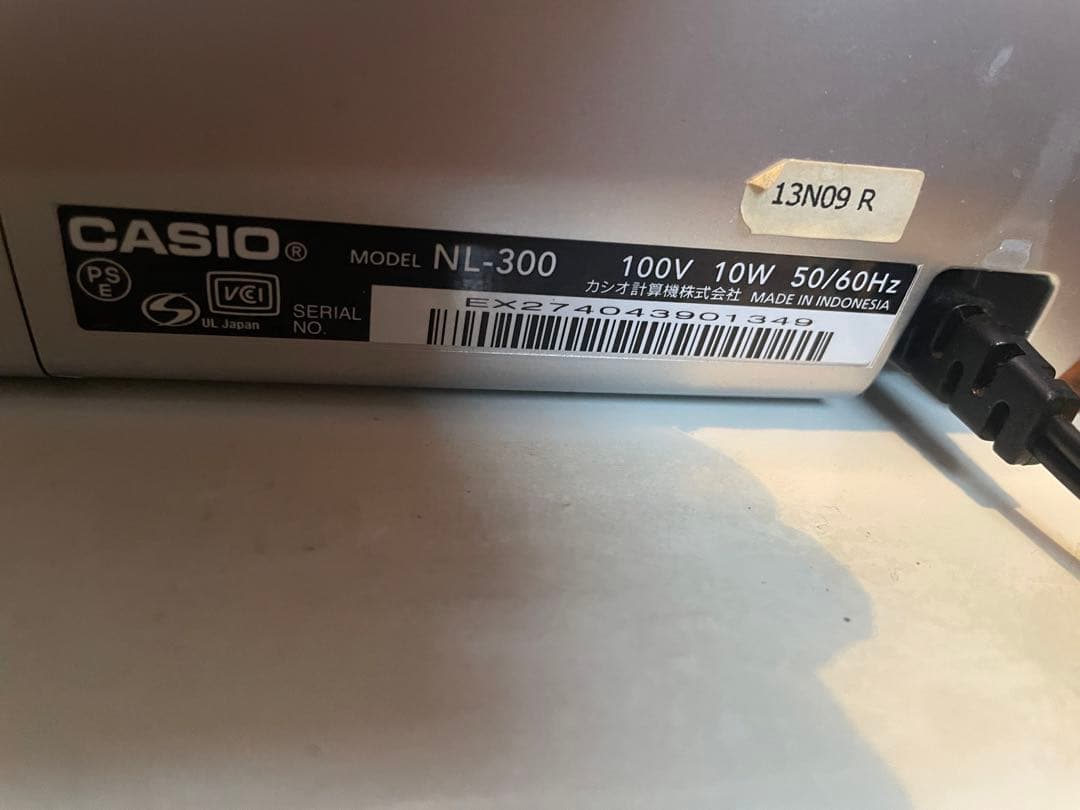 13N09 R
CASIO®
MODEL NL-300 100V 10W 50/60Hz
カシオ計算機株式会社 MADE IN INDONESIA
PS
E
VCI
UL Japan
SERIAL
NO.
EX274043901349